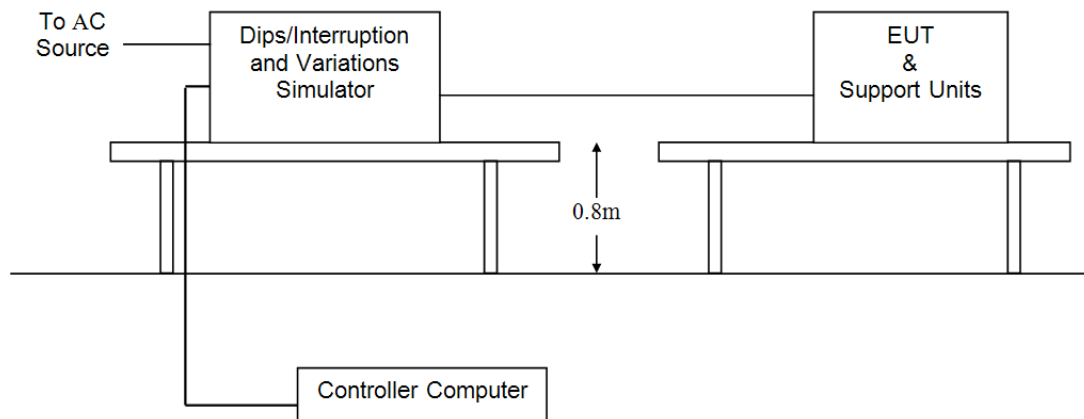 To AC
Source
Dips/Interruption
and Variations
Simulator
EUT
&
Support Units
0.8m
Controller Computer